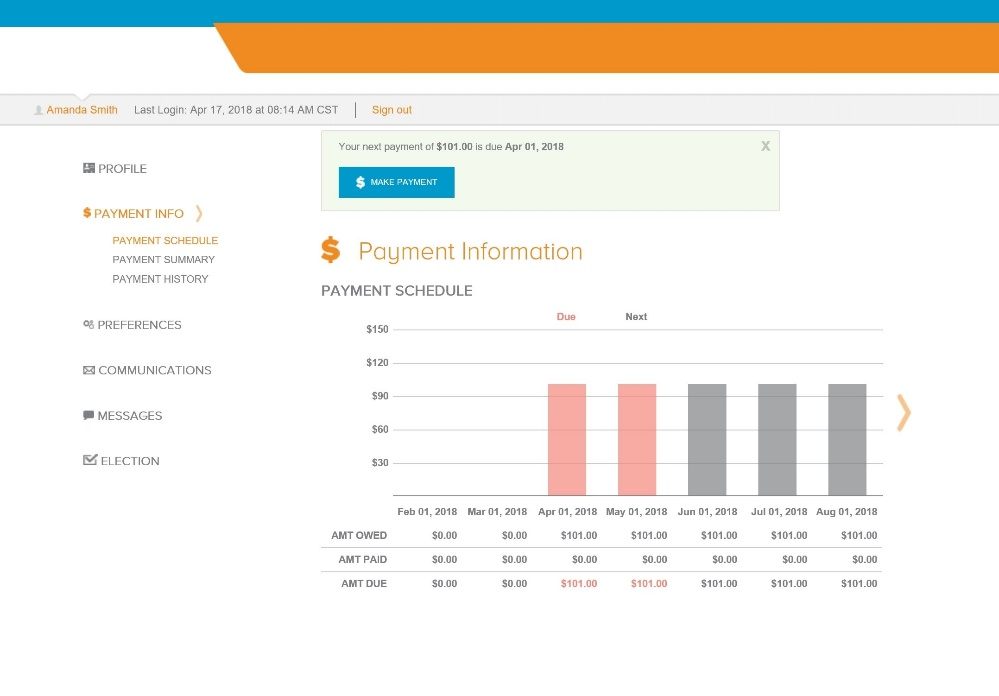 Amanda Smith Last Login: Apr 17, 2018 at 08:14 AM CST Sign out
Your next payment of $101.00 is due Apr 01, 2018
X
$ MAKE PAYMENT
PROFILE
$ PAYMENT INFO
PAYMENT SCHEDULE
PAYMENT SUMMARY
PAYMENT HISTORY
PREFERENCES
COMMUNICATIONS
MESSAGES
ELECTION
$ Payment Information
PAYMENT SCHEDULE
Due Next
$150
$120
$90
$60
$30
Feb 01, 2018 Mar 01, 2018 Apr 01, 2018 May 01, 2018 Jun 01, 2018 Jul 01, 2018 Aug 01, 2018
AMT OWED $0.00 $0.00 $101.00 $101.00 $101.00 $101.00 $101.00
AMT PAID $0.00 $0.00 $0.00 $0.00 $0.00 $0.00 $0.00
AMT DUE $0.00 $0.00 $101.00 $101.00 $101.00 $101.00 $101.00